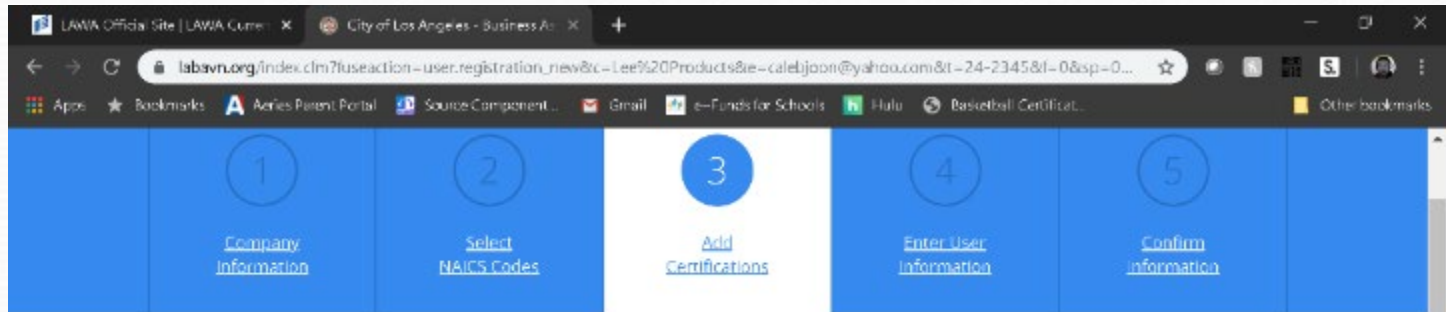 LAWA Official Site | LAWA Curren
City of Los Angeles - Business As
labavn.org/index.cfm?fuseaction=user.registration_new&c=Lee%20Products&e=calebjoon@yahoo.com&t=24-2345&f=0&sp=0...
Apps Bookmarks Aeries Parent Portal Source Component... Gmail e~Funds for Schools Hulu Basketball Certificat... Other bookmarks
1 2 3 4 5
Company Select Add Enter User Confirm
Information NAICS Codes Certifications Information Information